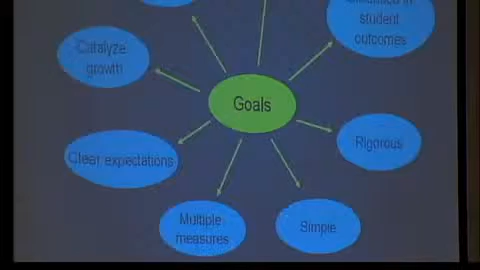 student
outcomes
Catalyze
growth
Goals
Rigorous
Clear expectations
Multiple
measures
Simple